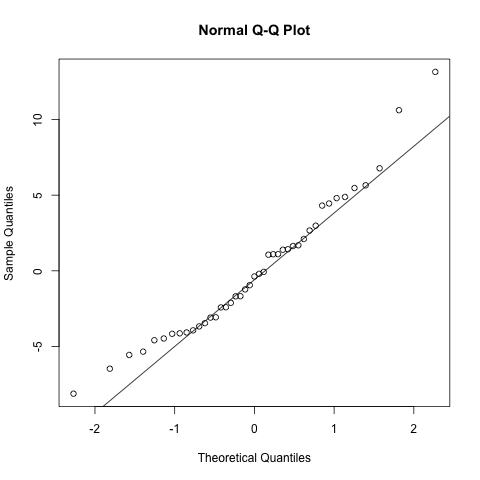 Normal Q-Q Plot
10
5
0
-5
Sample Quantiles
-2 -1 0 1 2
Theoretical Quantiles